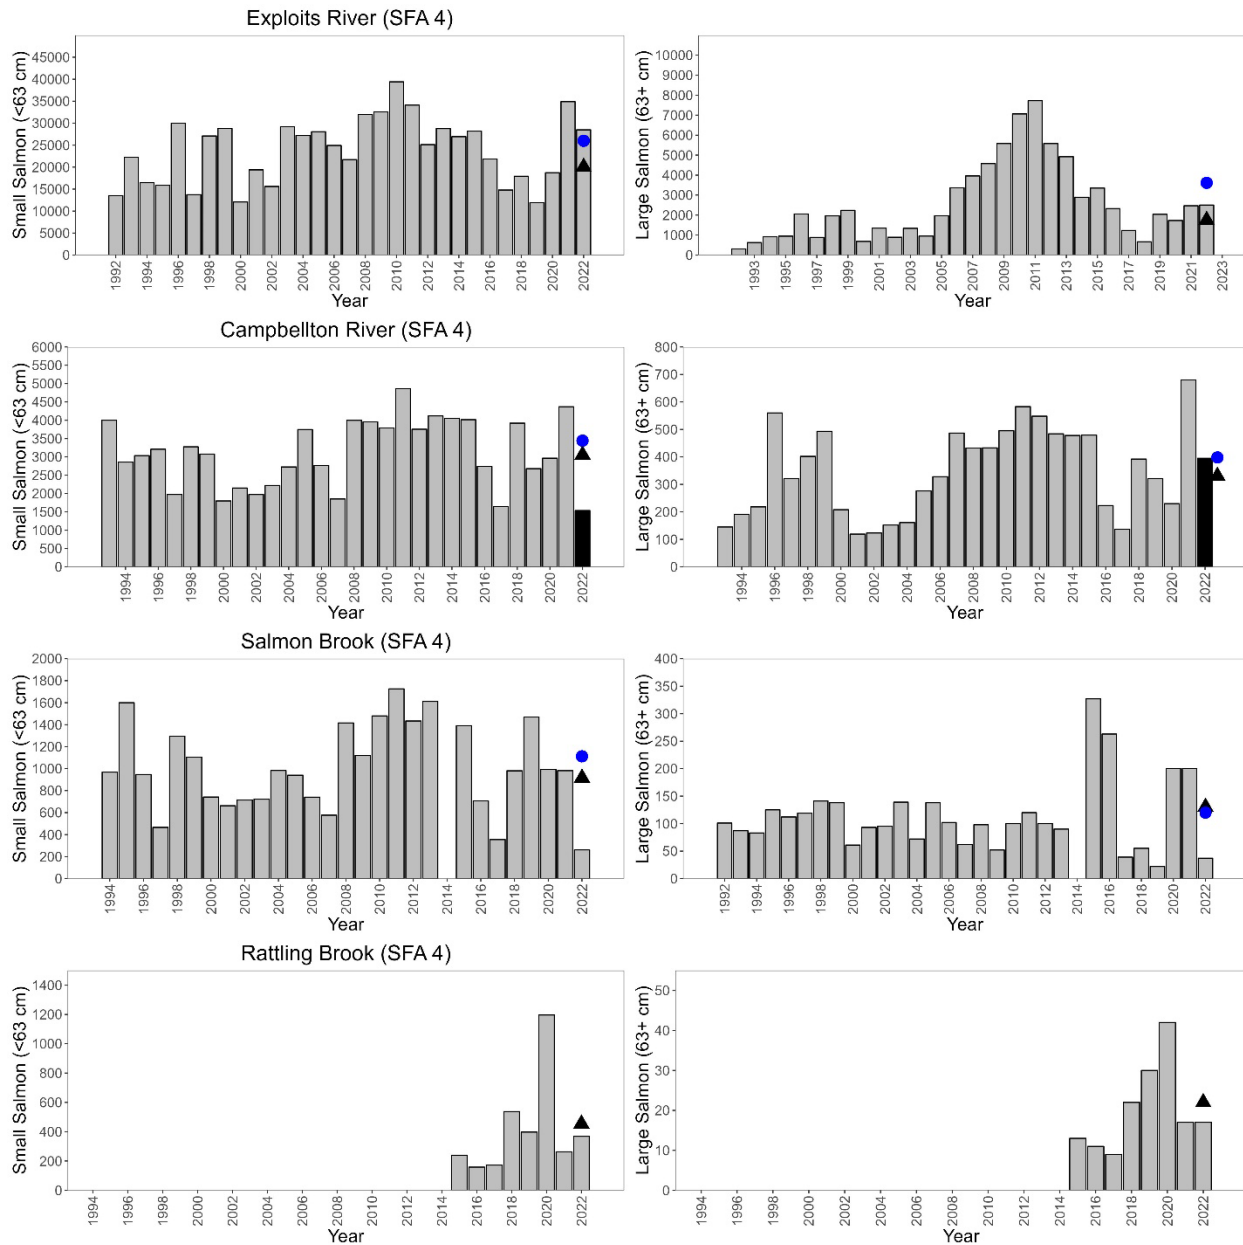 Exploits River (SFA 4)
Small Salmon (<63 cm)
45000
40000
35000
30000
25000
20000
15000
10000
5000
0
1992 1994 1996 1998 2000 2002 2004 2006 2008 2010 2012 2014 2016 2018 2020 2022
Year
Large Salmon (63+ cm)
10000
9000
8000
7000
6000
5000
4000
3000
2000
1000
0
1993 1995 1997 1999 2001 2003 2005 2007 2009 2011 2013 2015 2017 2019 2021 2023
Year
Campbellton River (SFA 4)
Small Salmon (<63 cm)
6000
5500
5000
4500
4000
3500
3000
2500
2000
1500
1000
500
0
1994 1996 1998 2000 2002 2004 2006 2008 2010 2012 2014 2016 2018 2020 2022
Year
Large Salmon (63+ cm)
800
700
600
500
400
300
200
100
0
1994 1996 1998 2000 2002 2004 2006 2008 2010 2012 2014 2016 2018 2020 2022
Year
Salmon Brook (SFA 4)
Small Salmon (<63 cm)
2000
1800
1600
1400
1200
1000
800
600
400
200
0
1994 1996 1998 2000 2002 2004 2006 2008 2010 2012 2014 2016 2018 2020 2022
Year
Large Salmon (63+ cm)
400
350
300
250
200
150
100
50
0
1992 1994 1996 1998 2000 2002 2004 2006 2008 2010 2012 2014 2016 2018 2020 2022
Year
Rattling Brook (SFA 4)
Small Salmon (<63 cm)
1400
1200
1000
800
600
400
200
0
1994 1996 1998 2000 2002 2004 2006 2008 2010 2012 2014 2016 2018 2020 2022
Year
Large Salmon (63+ cm)
50
40
30
20
10
0
1994 1996 1998 2000 2002 2004 2006 2008 2010 2012 2014 2016 2018 2020 2022
Year